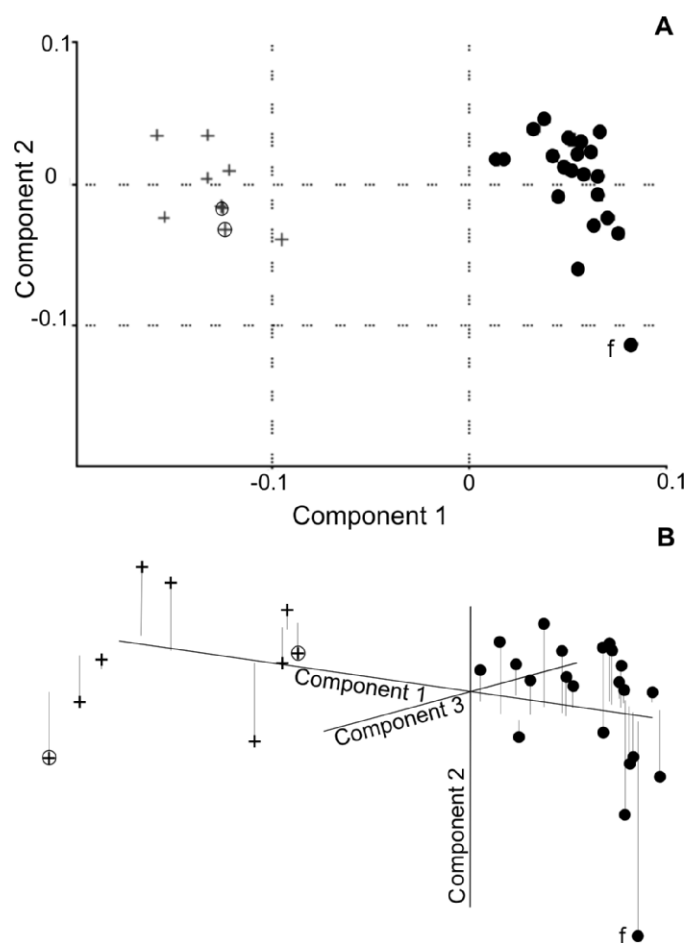 A
0.1
0
-0.1
Component 2
f
-0.1
0
0.1
Component 1
B
Component 1
Component 3
Component 2
f